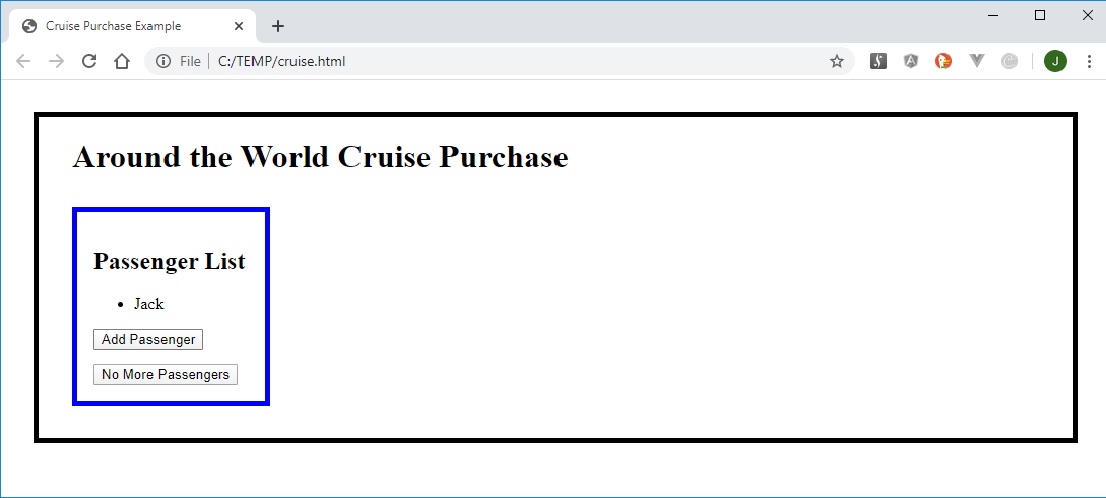 Cruise Purchase Example
File
C:/TEMP/cruise.html
J
Around the World Cruise Purchase
Passenger List
Jack
Add Passenger
No More Passengers